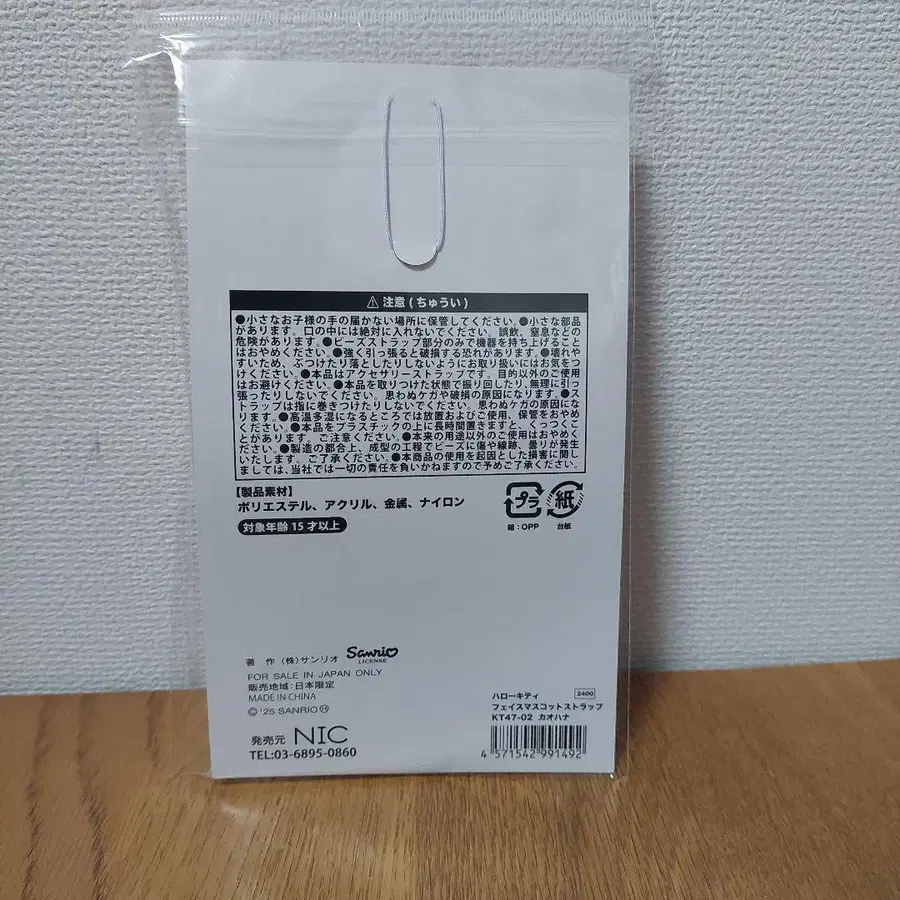 ⚠ 注意(ちゅうい)
●小さなお子様の手の届かない場所に保管してください。●小さな部品
があります。口の中には絶対に入れないでください。誤飲、窒息などの
危険があります。●ビーズストラップ部分のみで機器を持ち上げること
はおやめください。●強く引っ張ると破損する恐れがあります。●壊れや
すいため、ぶつけたり落としたりしないようにお取り扱いにはお気をつ
けください。●本品はアクセサリーストラップです。目的以外のご使用
はお避けください。●本品を取りつけた状態で振り回したり、無理に引っ
張ったりしないでください。思わぬケガや破損の原因になります。●ス
トラップは指に巻きつけたりしないでください。思わぬケガの原因にな
ります。●高温多湿になるところでは放置およびご使用、保管をおやめ
ください。●本品をプラスチックの上に長時間置きますと、くっつくこ
とがあります。ご注意ください。●本来の用途以外のご使用はおやめく
ださい。●製造の都合上、成型の工程でビーズに傷や線跡、曇りが発生
いたします。ご了承ください。●本商品の使用を起因とした損害に関し
ましては、当社では一切の責任を負いかねますので予めご了承ください。
【製品素材】
ポリエステル、アクリル、金属、ナイロン
対象年齢15才以上
プラ
紙
袋：OPP
台紙
著 作 (株)サンリオ
Sanrio
LICENSE
FOR SALE IN JAPAN ONLY
販売地域：日本限定
MADE IN CHINA
©'25 SANRIO Ⓗ
発売元 NIC
TEL:03-6895-0860
ハローキティ
2400
フェイスマスコットストラップ
KT47-02 カオハナ
4 571542 991492